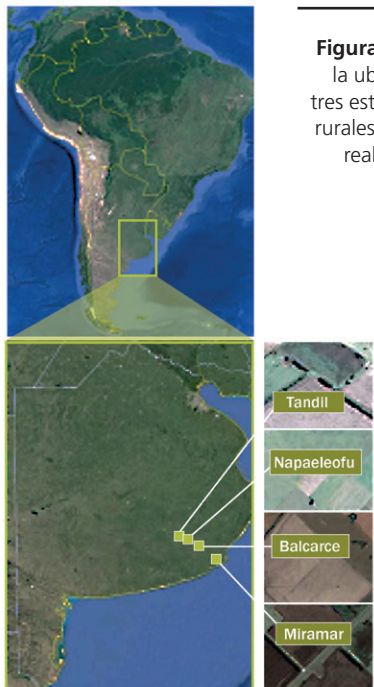 Figura
la ub
tres est
rurales
real
Tandil
Napaeleofu
Balcarce
Miramar